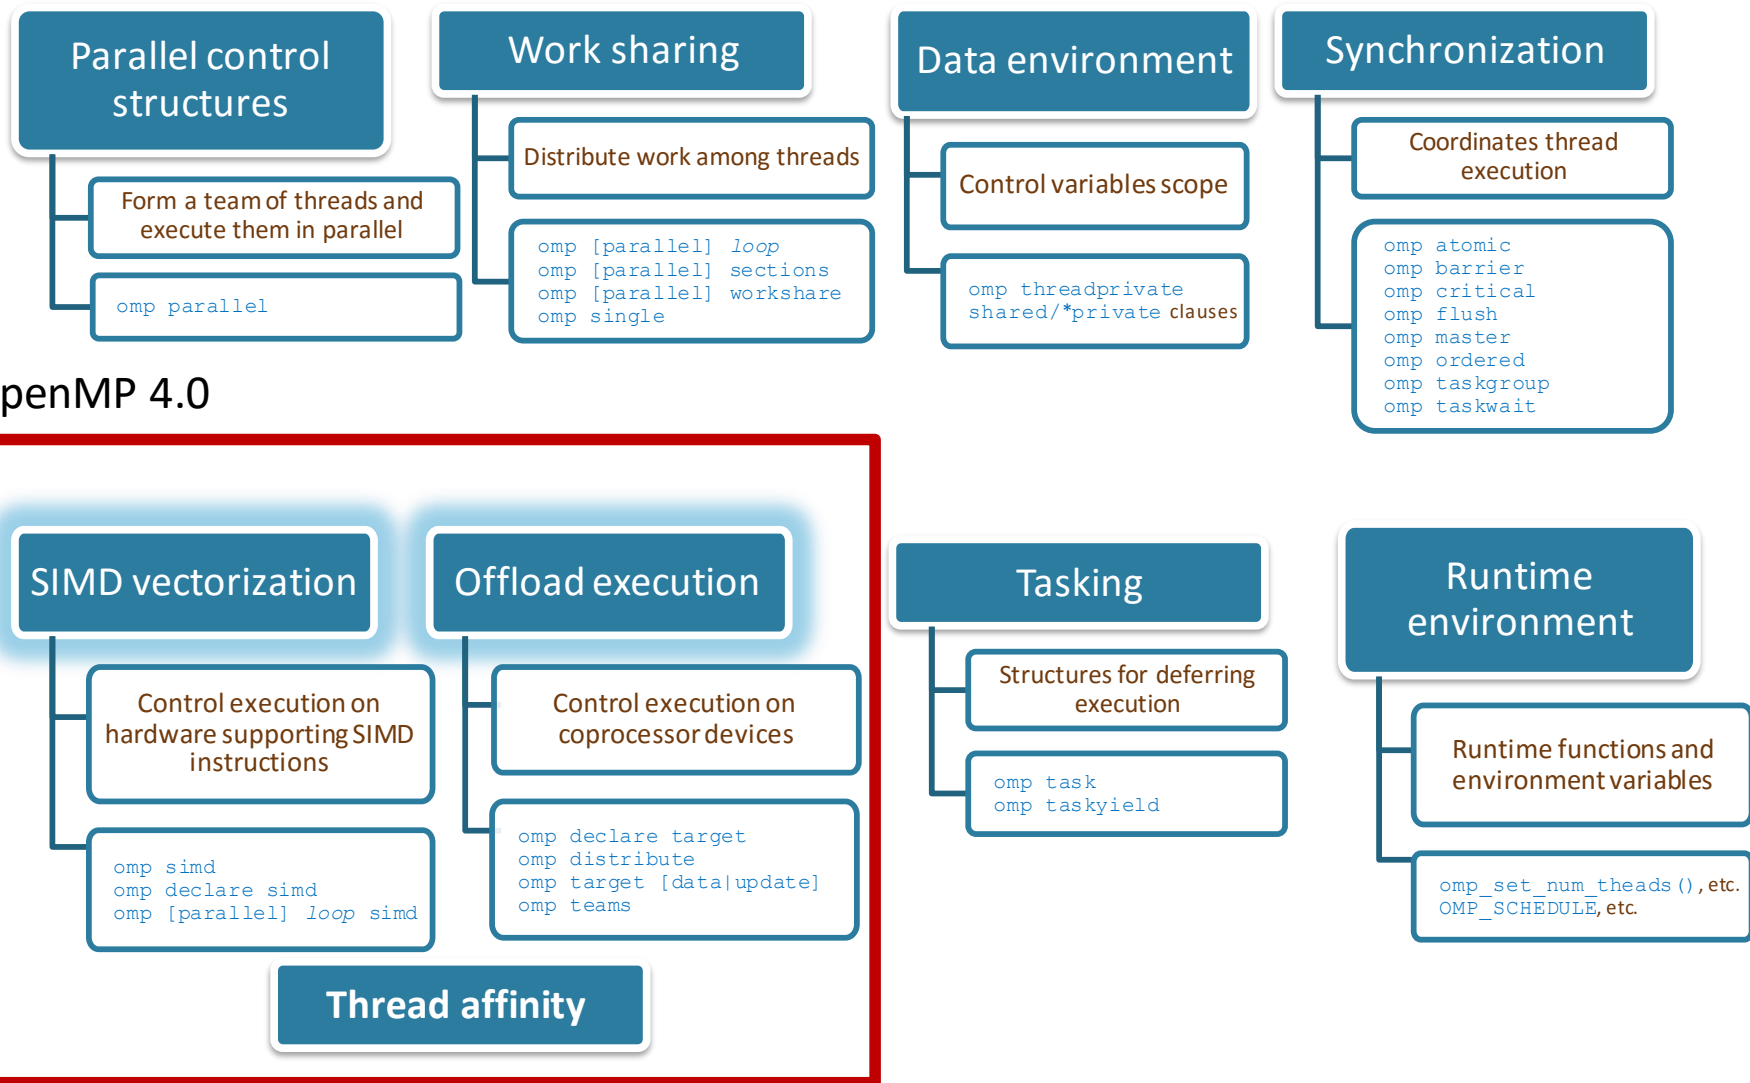 Parallel control
structures
Form a team of threads and
execute them in parallel
omp parallel
Work sharing
Distribute work among threads
omp [parallel] loop
omp [parallel] sections
omp [parallel] workshare
omp single
Data environment
Control variables scope
omp threadprivate
shared/*private clauses
Synchronization
Coordinates thread
execution
omp atomic
omp barrier
omp critical
omp flush
omp master
omp ordered
omp taskgroup
omp taskwait
penMP 4.0
SIMD vectorization
Control execution on
hardware supporting SIMD
instructions
omp simd
omp declare simd
omp [parallel] loop simd
Offload execution
Control execution on
coprocessor devices
omp declare target
omp distribute
omp target [data|update]
omp teams
Thread affinity
Tasking
Structures for deferring
execution
omp task
omp taskyield
Runtime
environment
Runtime functions and
environment variables
omp_set_num_theads(), etc.
OMP_SCHEDULE, etc.